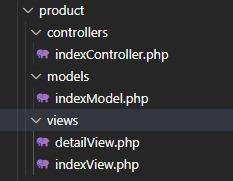 product
controllers
indexController.php
models
indexModel.php
views
detailView.php
indexView.php